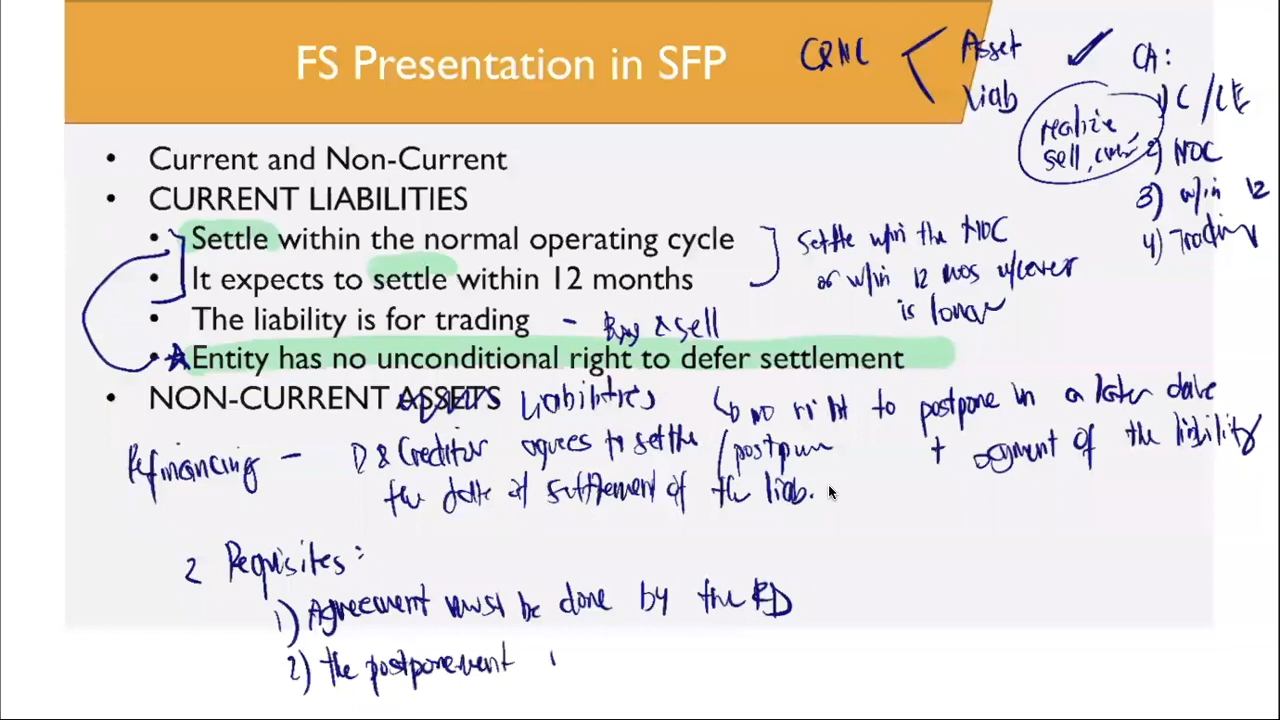 FS Presentation in SFP
C&NC Asset
Liab
CA:
1) C/CE
realize
sell, 2) NOC
3) w/in 12
4) Trading
• Current and Non-Current
• CURRENT LIABILITIES
• Settle within the normal operating cycle
• It expects to settle within 12 months
Settle w/in the NOC
or w/in 12 mos w/cever
is longer
• The liability is for trading - Buy & sell
• Entity has no unconditional right to defer settlement
• NON-CURRENT ASSETS Liabilities
no right to postpone in a later date
+ of the liability
Refinancing - D & Creditor agrees to settle / postpone
the date of settlement of the liab.
2 Requisites:
1) Agreement must be done by the RD
2) the postponement